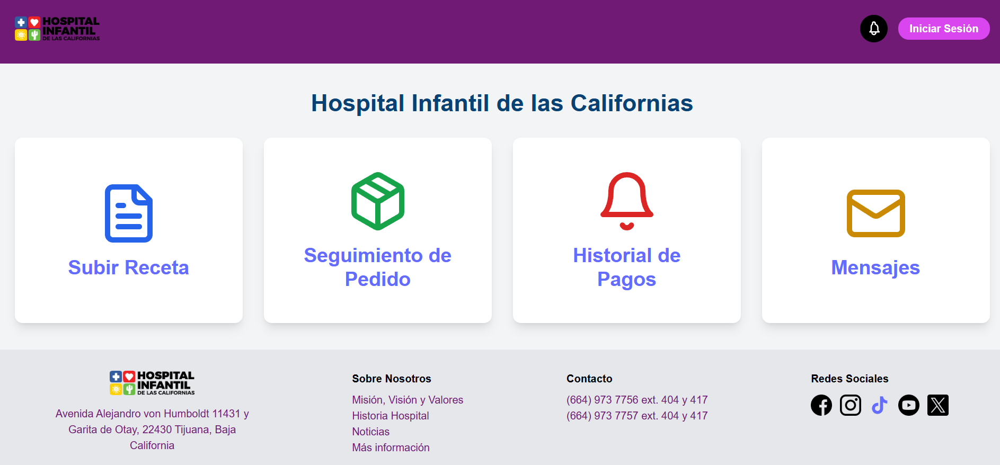 HOSPITAL
INFANTIL
DE LAS CALIFORNIAS
Iniciar Sesión
Hospital Infantil de las Californias
Subir Receta
Seguimiento de
Pedido
Historial de
Pagos
Mensajes
HOSPITAL
INFANTIL
DE LAS CALIFORNIAS
Avenida Alejandro von Humboldt 11431 y
Garita de Otay, 22430 Tijuana, Baja
California
Sobre Nosotros
Misión, Visión y Valores
Historia Hospital
Noticias
Más información
Contacto
(664) 973 7756 ext. 404 y 417
(664) 973 7757 ext. 404 y 417
Redes Sociales